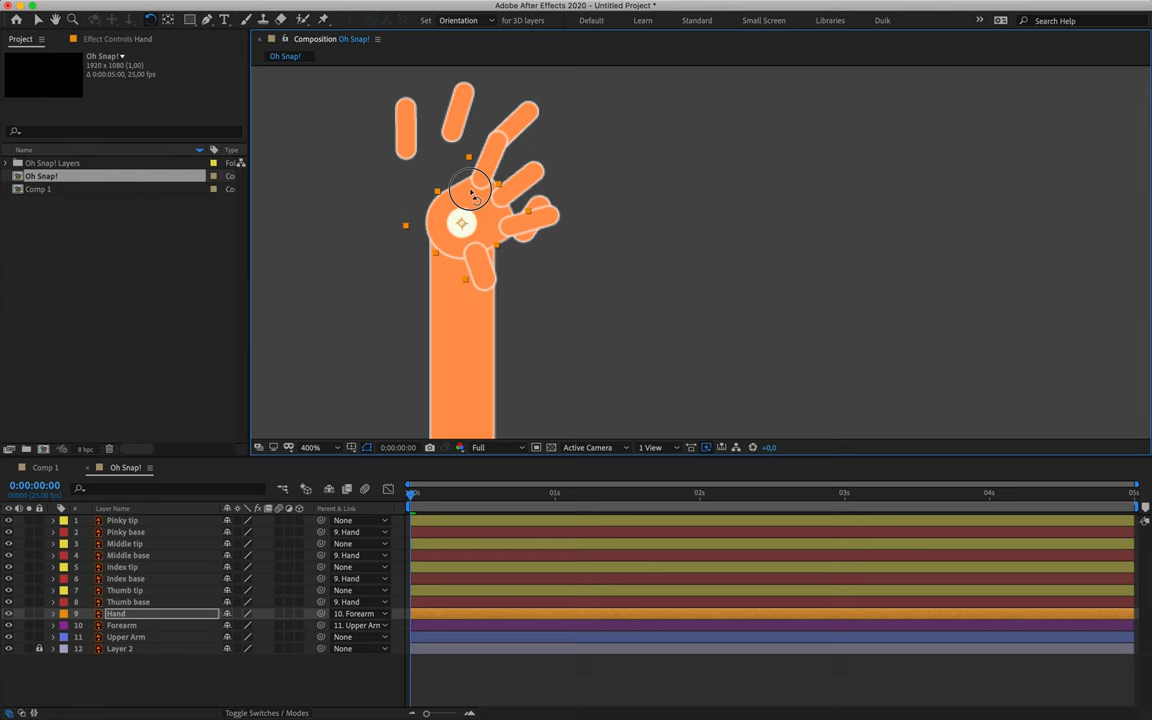 Adobe After Effects 2020 - Untitled Project *
Set Orientation for 3D layers Default Learn Standard Small Screen Libraries Duik Search Help
Project Effect Controls Hand
Composition Oh Snap!
Oh Snap!
Oh Snap!
1920 x 1080 (1,00)
Δ 0:00:05:00, 25,00 fps
Name Type
Oh Snap! Layers Fol
Oh Snap! Co
Comp 1 Co
8 bpc
400% 0:00:00:00 Full Active Camera 1 View +0,0
Comp 1 Oh Snap!
0:00:00:00
00000 (25.00 fps)
01s 02s 03s 04s 05s
# Layer Name Parent & Link
1 Pinky tip None
2 Pinky base 9. Hand
3 Middle tip None
4 Middle base 9. Hand
5 Index tip None
6 Index base 9. Hand
7 Thumb tip None
8 Thumb base 9. Hand
9 Hand 10. Forearm
10 Forearm 11. Upper Arm
11 Upper Arm None
12 Layer 2 None
Toggle Switches / Modes